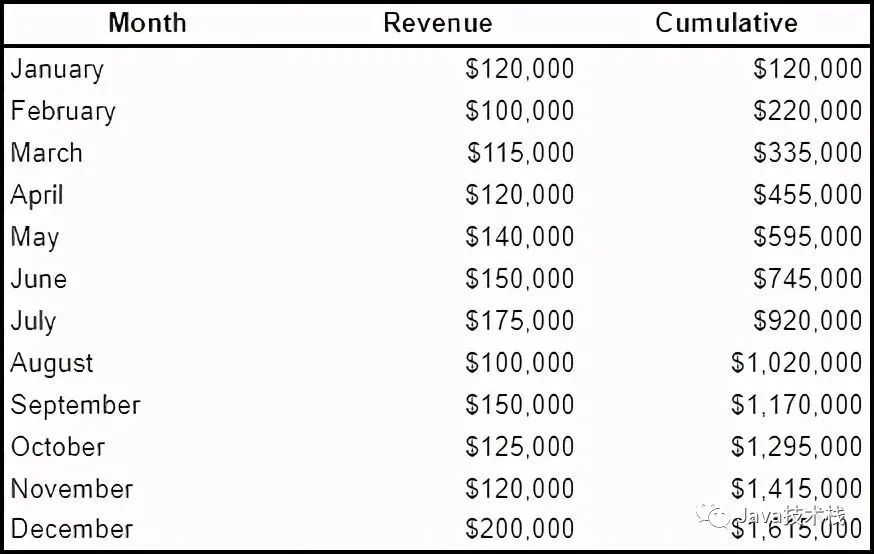 Month Revenue Cumulative
January $120,000 $120,000
February $100,000 $220,000
March $115,000 $335,000
April $120,000 $455,000
May $140,000 $595,000
June $150,000 $745,000
July $175,000 $920,000
August $100,000 $1,020,000
September $150,000 $1,170,000
October $125,000 $1,295,000
November $120,000 $1,415,000
December $200,000 $1,615,000
Java技术栈